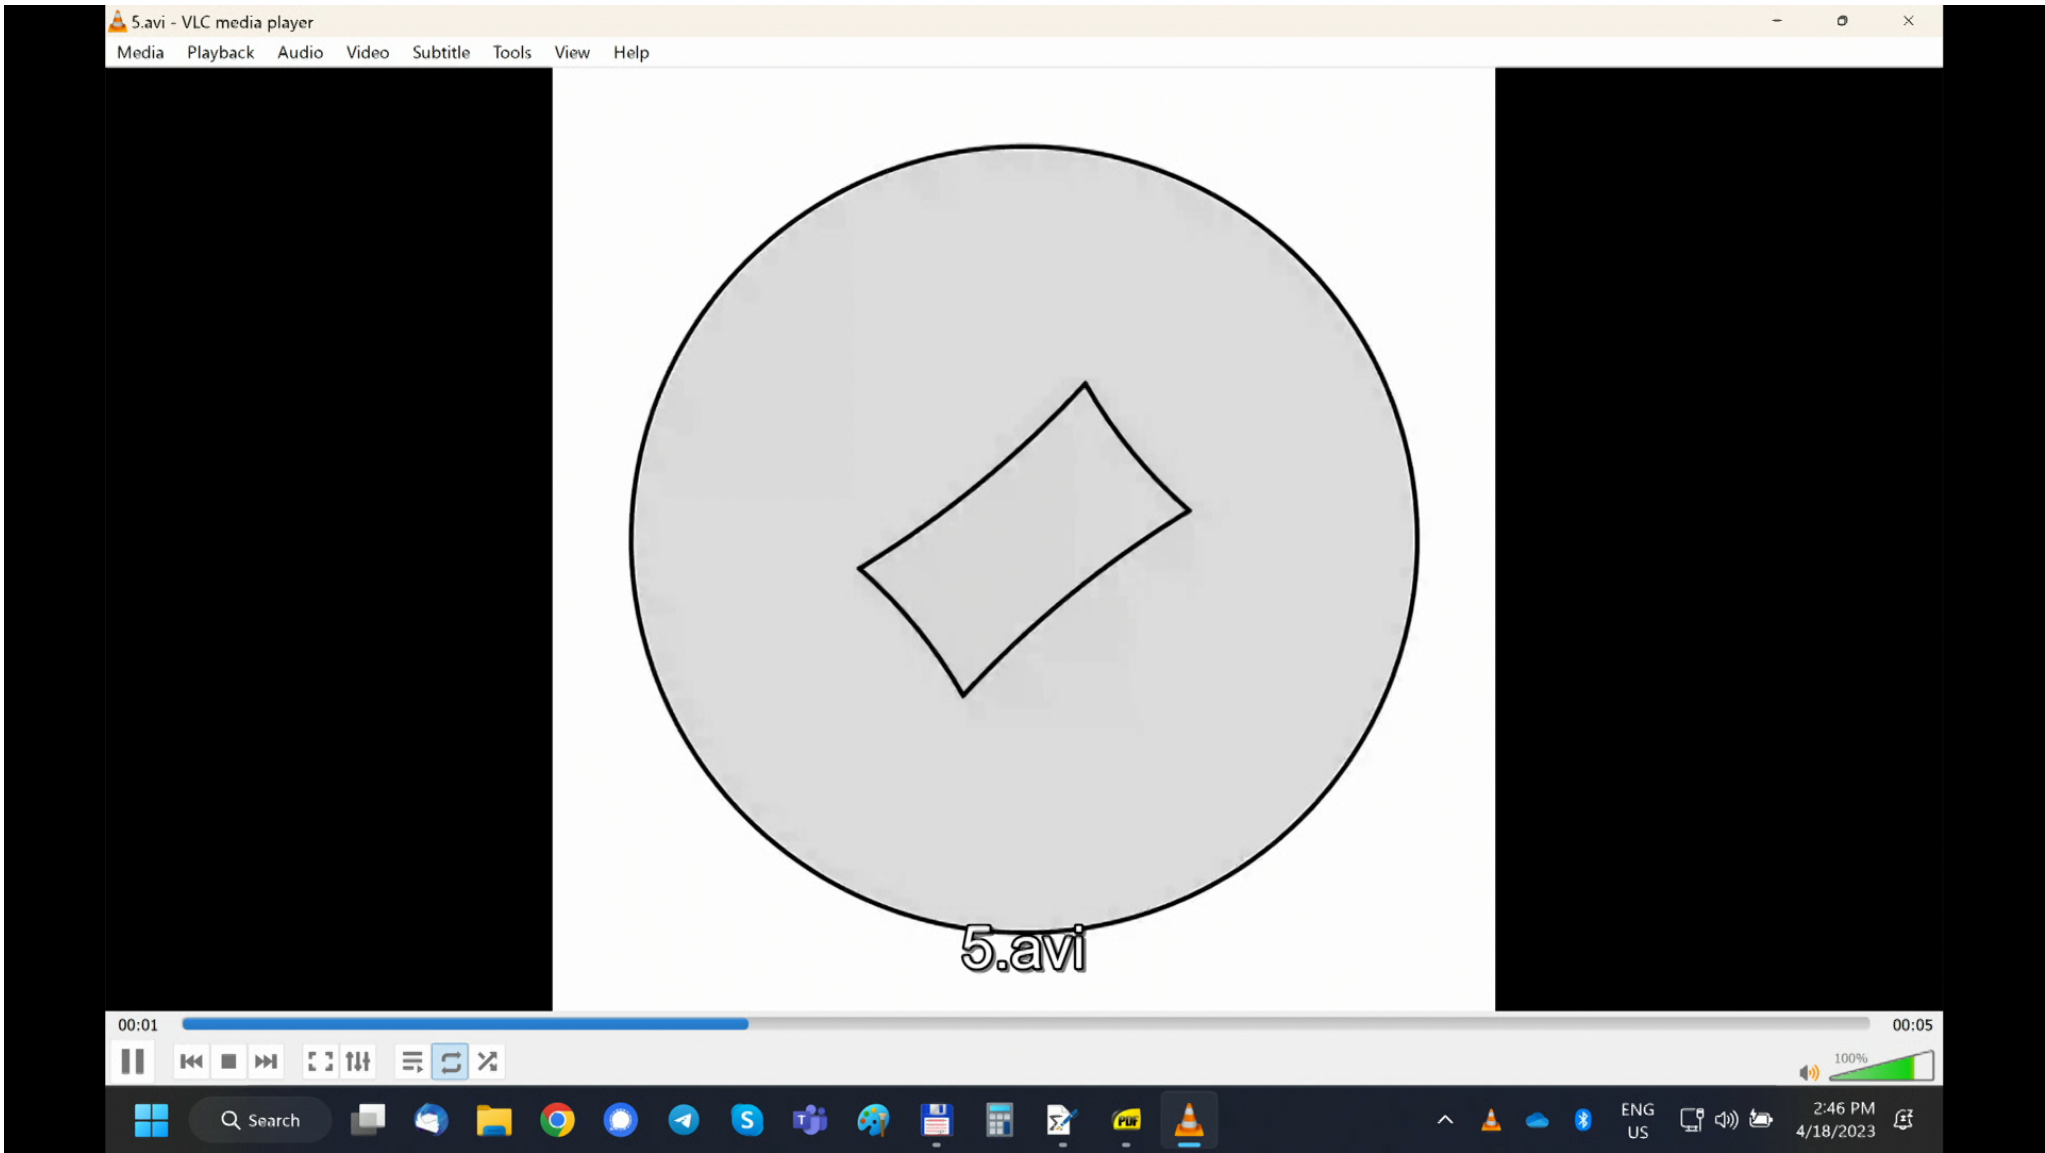 5.avi - VLC media player
Media Playback Audio Video Subtitle Tools View Help
5.avi
00:01 00:05
100%
Search
PDF
ENG
US
2:46 PM
4/18/2023